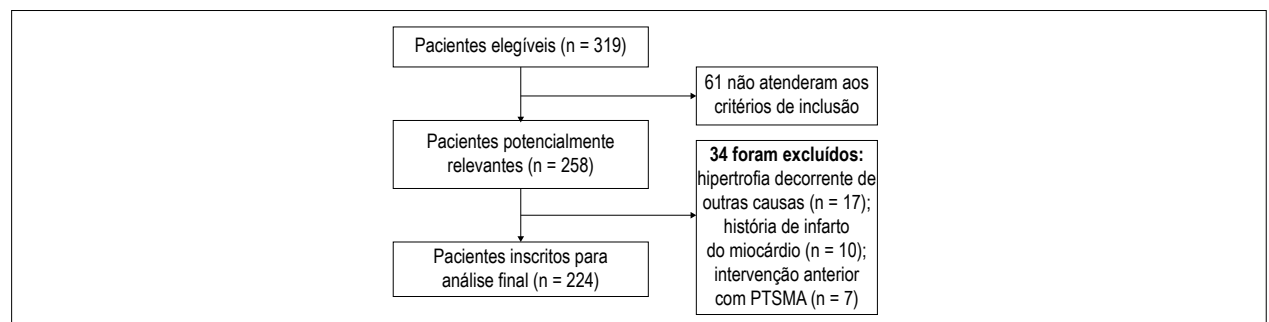 Pacientes elegíveis (n = 319)
61 não atenderam aos
critérios de inclusão
Pacientes potencialmente
relevantes (n = 258)
34 foram excluídos:
hipertrofia decorrente de
outras causas (n = 17);
história de infarto
do miocárdio (n = 10);
intervenção anterior
com PTSMA (n = 7)
Pacientes inscritos para
análise final (n = 224)